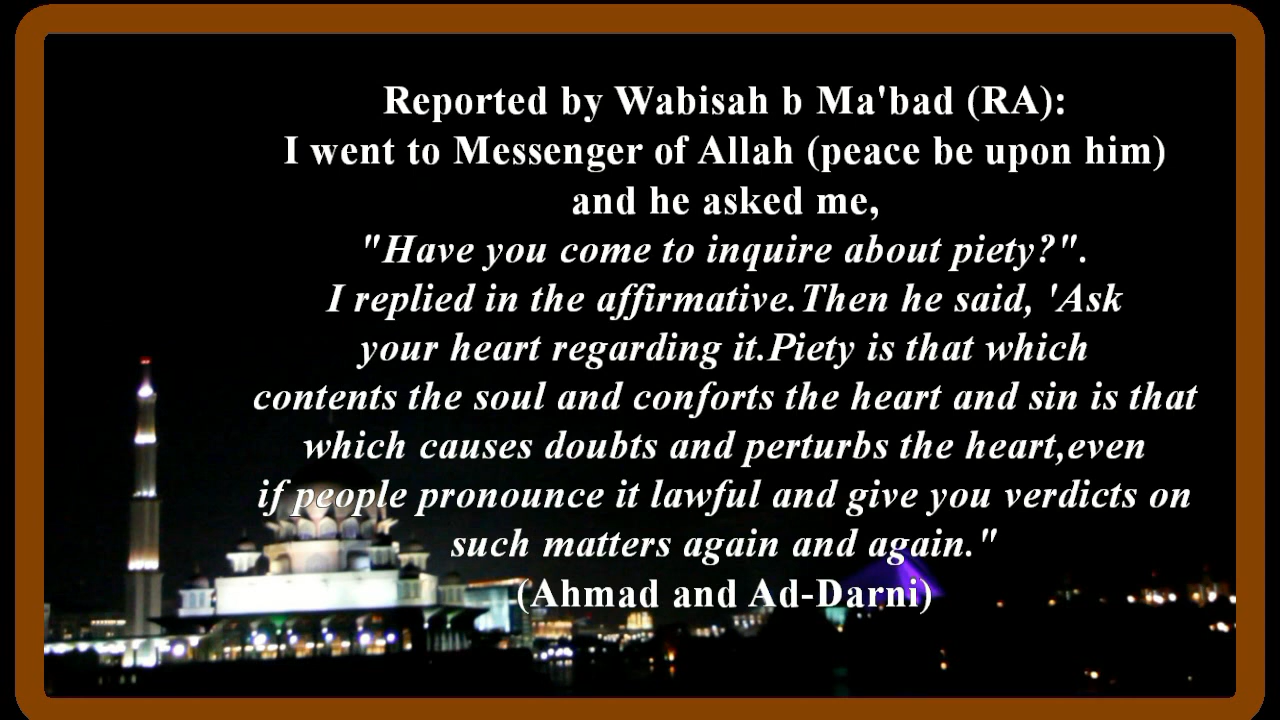 Reported by Wabisah b Ma'bad (RA):
I went to Messenger of Allah (peace be upon him)
and he asked me,
"Have you come to inquire about piety?".
I replied in the affirmative.Then he said, 'Ask
your heart regarding it.Piety is that which
contents the soul and conforts the heart and sin is that
which causes doubts and perturbs the heart,even
if people pronounce it lawful and give you verdicts on
such matters again and again."
(Ahmad and Ad-Darni)